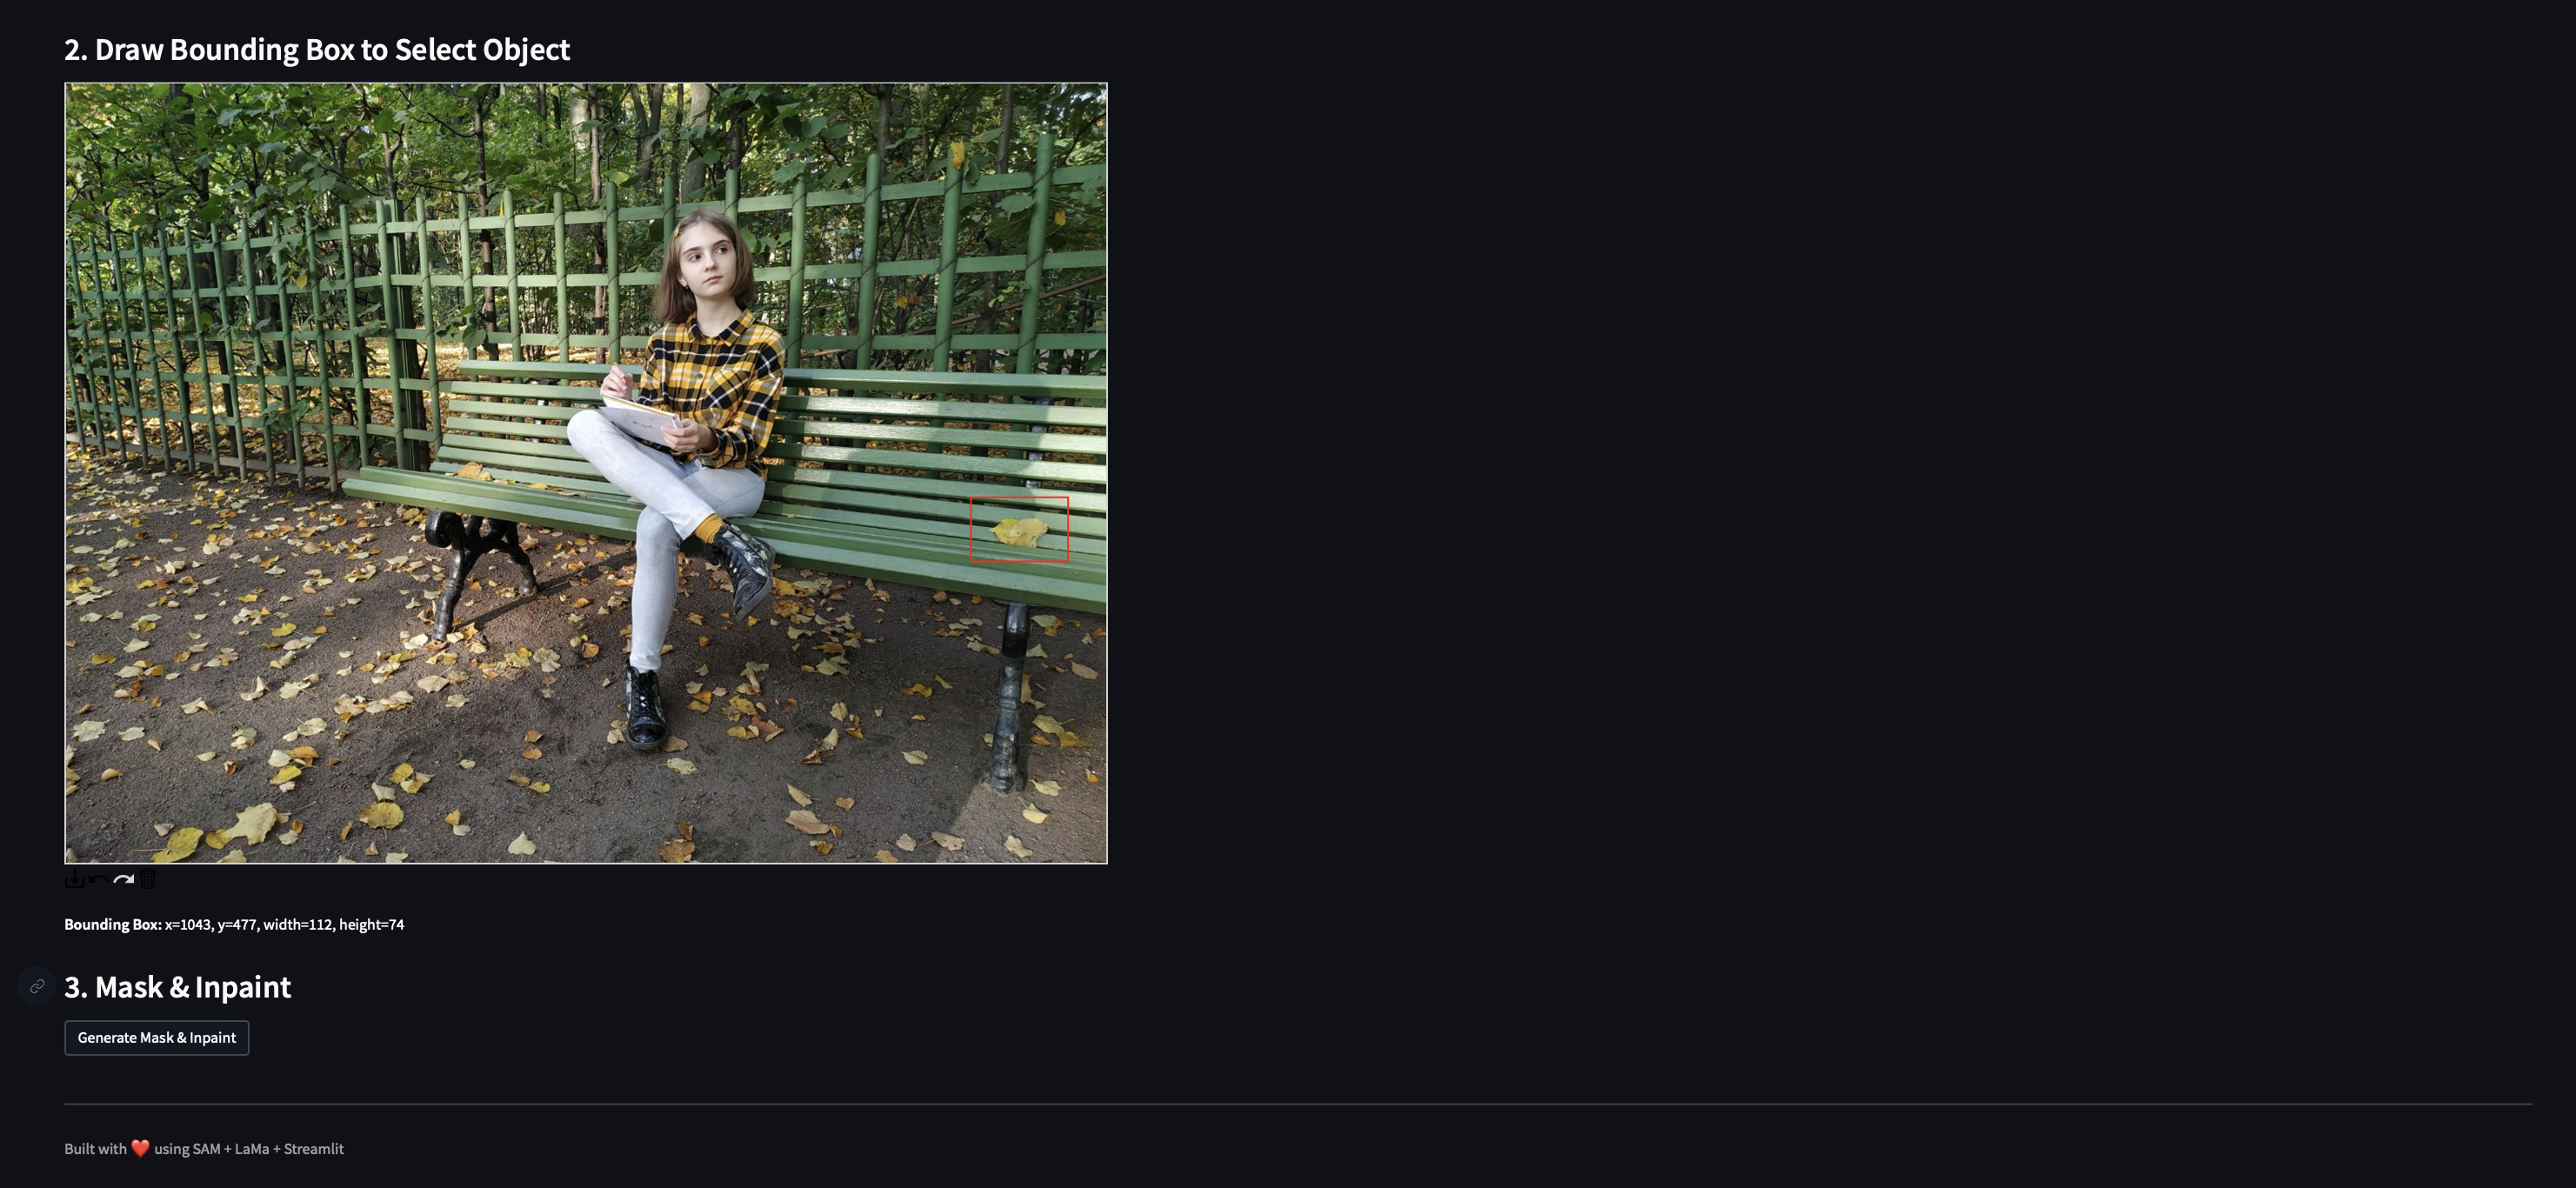 2. Draw Bounding Box to Select Object
Bounding Box: x=1043, y=477, width=112, height=74
3. Mask & Inpaint
Generate Mask & Inpaint
Built with ❤️ using SAM + LaMa + Streamlit